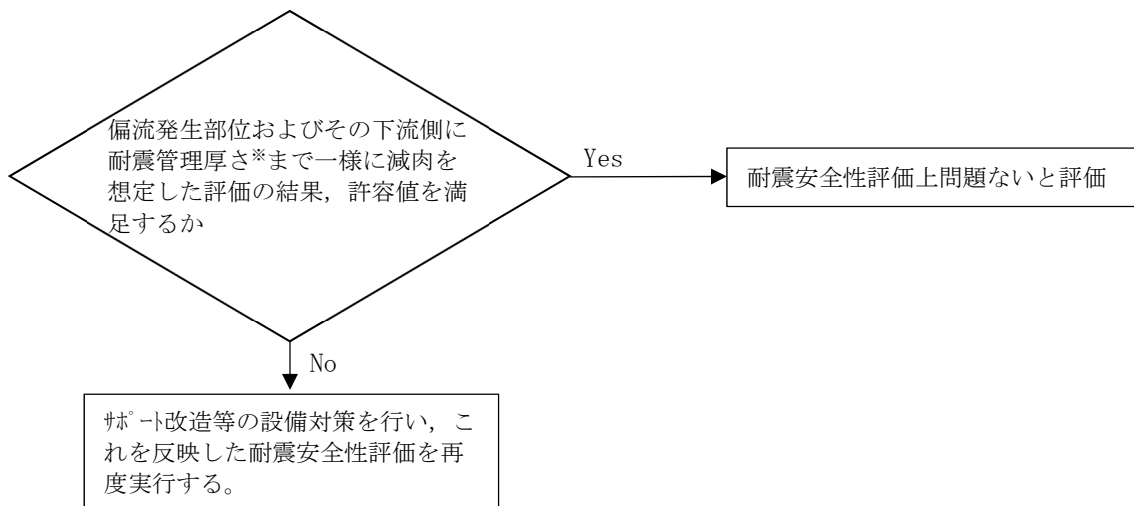 偏流発生部位およびその下流側に
耐震管理厚さ※まで一様に減肉を
想定した評価の結果，許容値を満
足するか
Yes
耐震安全性評価上問題ないと評価
No
ｻﾎﾟｰﾄ改造等の設備対策を行い，こ
れを反映した耐震安全性評価を再
度実行する。